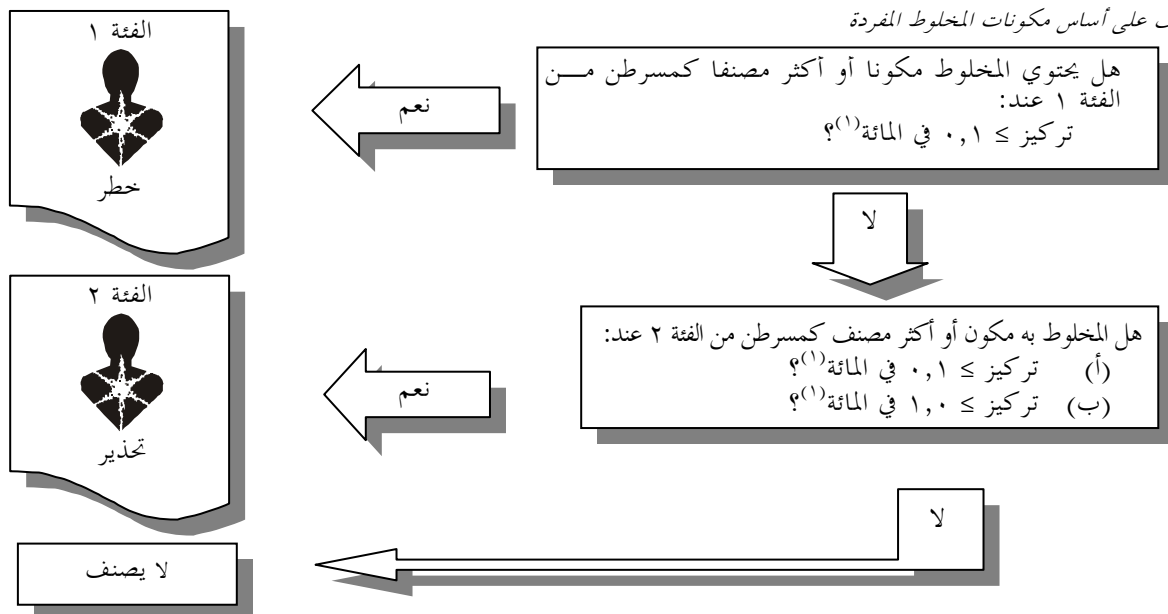 على أساس مكونات المخلوط المفردة
هل يحتوي المخلوط مكونا أو أكثر مصنفا كمسرطن مـــن
الفئة ١ عند:
تركيز ≥ ٠,١ في المائة(١)؟
نعم
الفئة ١
خطر
لا
هل المخلوط به مكون أو أكثر مصنف كمسرطن من الفئة ٢ عند:
(أ) تركيز ≥ ٠,١ في المائة(١)؟
(ب) تركيز ≥ ١,٠ في المائة(١)؟
نعم
الفئة ٢
تحذير
لا
لا يصنف